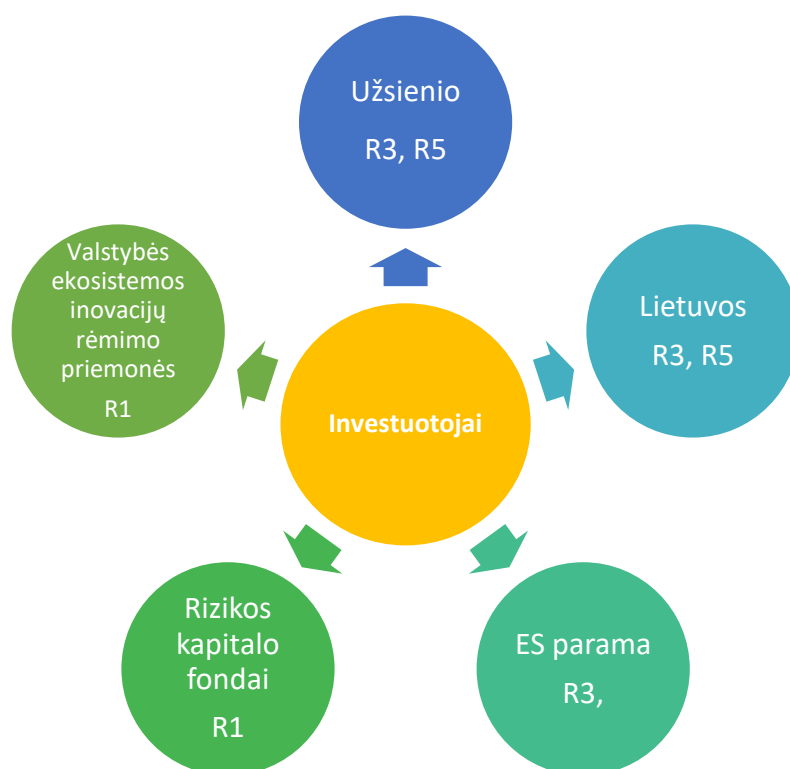 Užsienio
R3, R5
Valstybės
ekosistemos
inovacijų
rėmimo
priemonės
R1
Lietuvos
R3, R5
Investuotojai
Rizikos
kapitalo
fondai
R1
ES parama
R3,